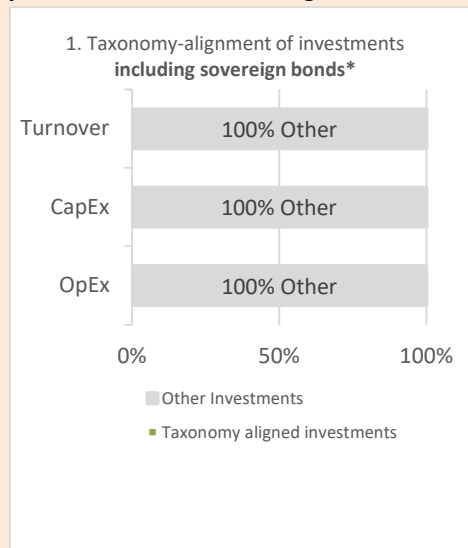 1. Taxonomy-alignment of investments
including sovereign bonds*
Turnover
100% Other
CapEx
100% Other
OpEx
100% Other
0%
50%
100%
Other Investments
Taxonomy aligned investments